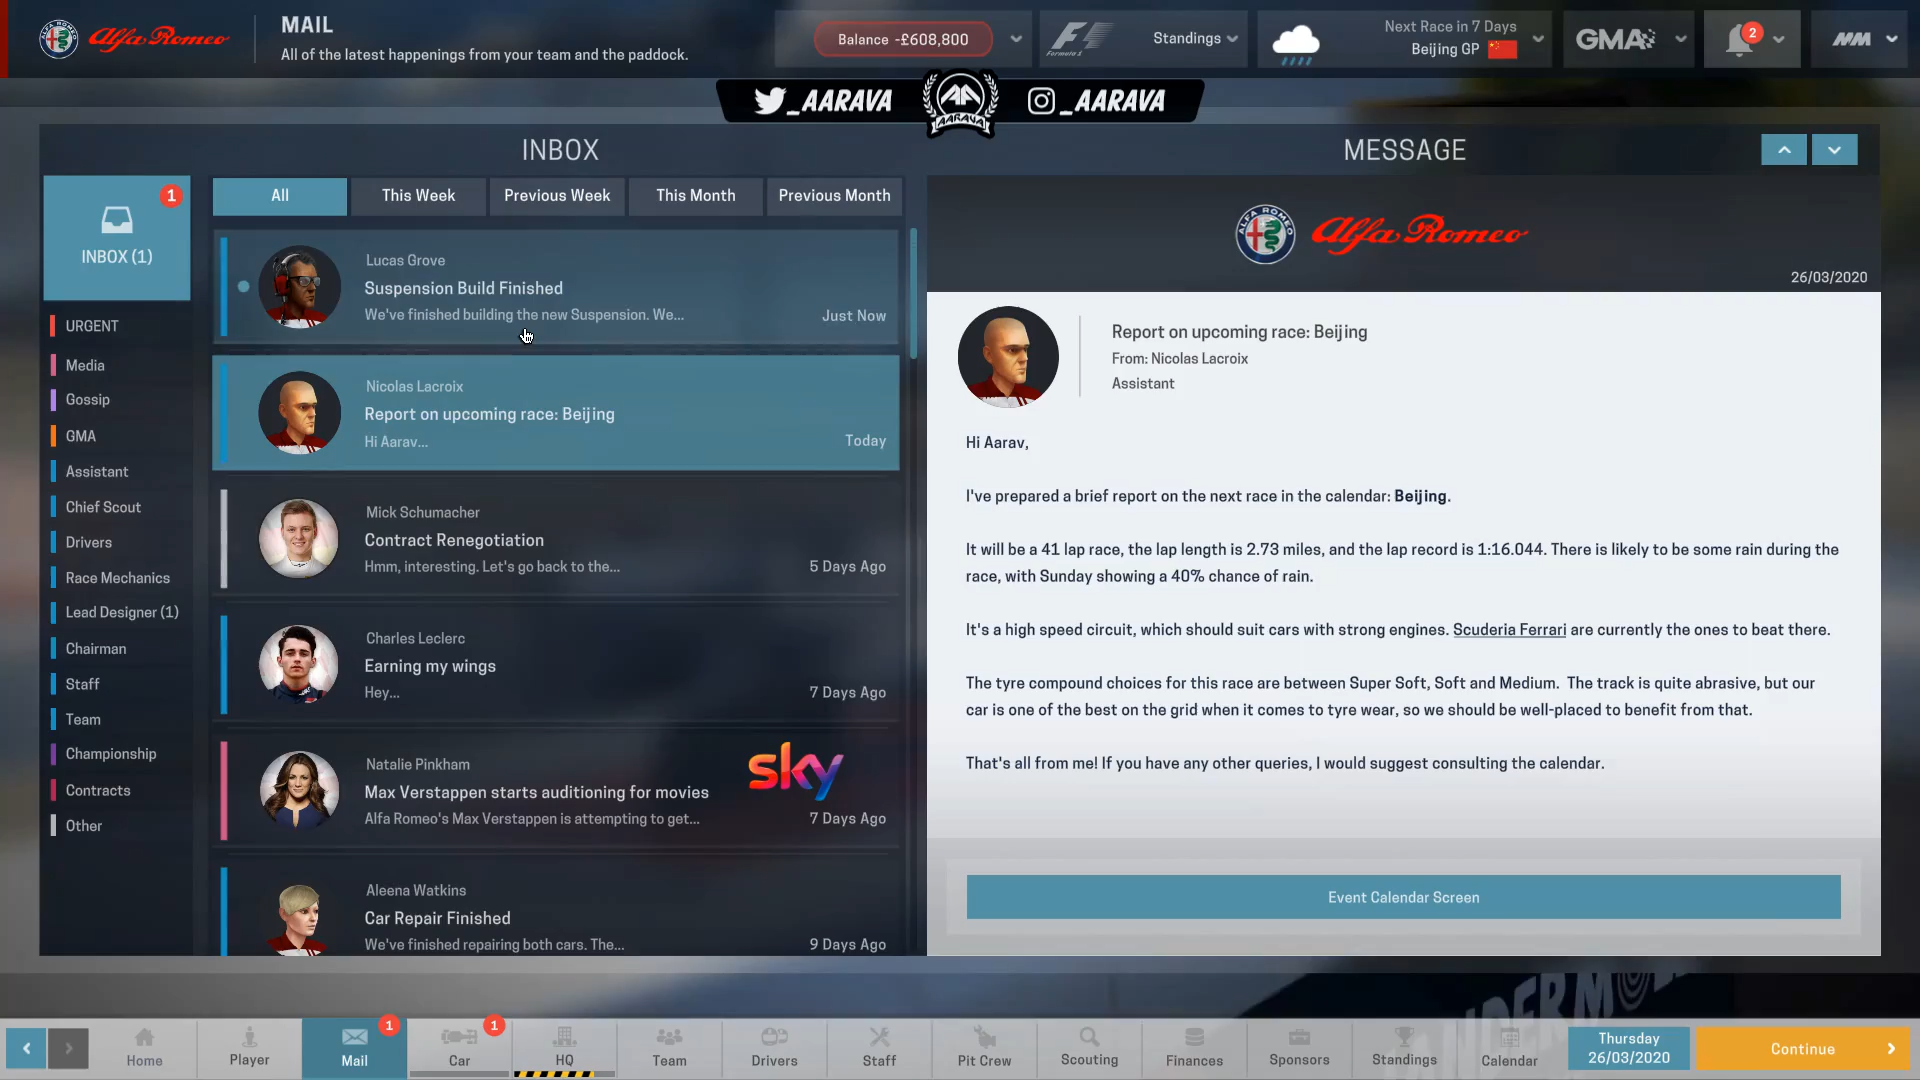 Alfa Romeo
MAIL
All of the latest happenings from your team and the paddock.
Balance -£608,800
Formula 1
Standings
Next Race in 7 Days
Beijing GP
GMA
2
MM
_AARAVA
AARAVA
_AARAVA
INBOX
1
INBOX (1)
URGENT
Media
Gossip
GMA
Assistant
Chief Scout
Drivers
Race Mechanics
Lead Designer (1)
Chairman
Staff
Team
Championship
Contracts
Other
All
This Week
Previous Week
This Month
Previous Month
Lucas Grove
Suspension Build Finished
We've finished building the new Suspension. We...
Just Now
Nicolas Lacroix
Report on upcoming race: Beijing
Hi Aarav...
Today
Mick Schumacher
Contract Renegotiation
Hmm, interesting. Let's go back to the...
5 Days Ago
Charles Leclerc
Earning my wings
Hey...
7 Days Ago
Natalie Pinkham
Max Verstappen starts auditioning for movies
Alfa Romeo's Max Verstappen is attempting to get...
sky
7 Days Ago
Aleena Watkins
Car Repair Finished
We've finished repairing both cars. The...
9 Days Ago
MESSAGE
Alfa Romeo
26/03/2020
Report on upcoming race: Beijing
From: Nicolas Lacroix
Assistant
Hi Aarav,
I've prepared a brief report on the next race in the calendar: Beijing.
It will be a 41 lap race, the lap length is 2.73 miles, and the lap record is 1:16.044. There is likely to be some rain during the
race, with Sunday showing a 40% chance of rain.
It's a high speed circuit, which should suit cars with strong engines. Scuderia Ferrari are currently the ones to beat there.
The tyre compound choices for this race are between Super Soft, Soft and Medium. The track is quite abrasive, but our
car is one of the best on the grid when it comes to tyre wear, so we should be well-placed to benefit from that.
That's all from me! If you have any other queries, I would suggest consulting the calendar.
Event Calendar Screen
Home
Player
Mail
1
Car
1
HQ
Team
Drivers
Staff
Pit Crew
Scouting
Finances
Sponsors
Standings
Calendar
Thursday
26/03/2020
Continue